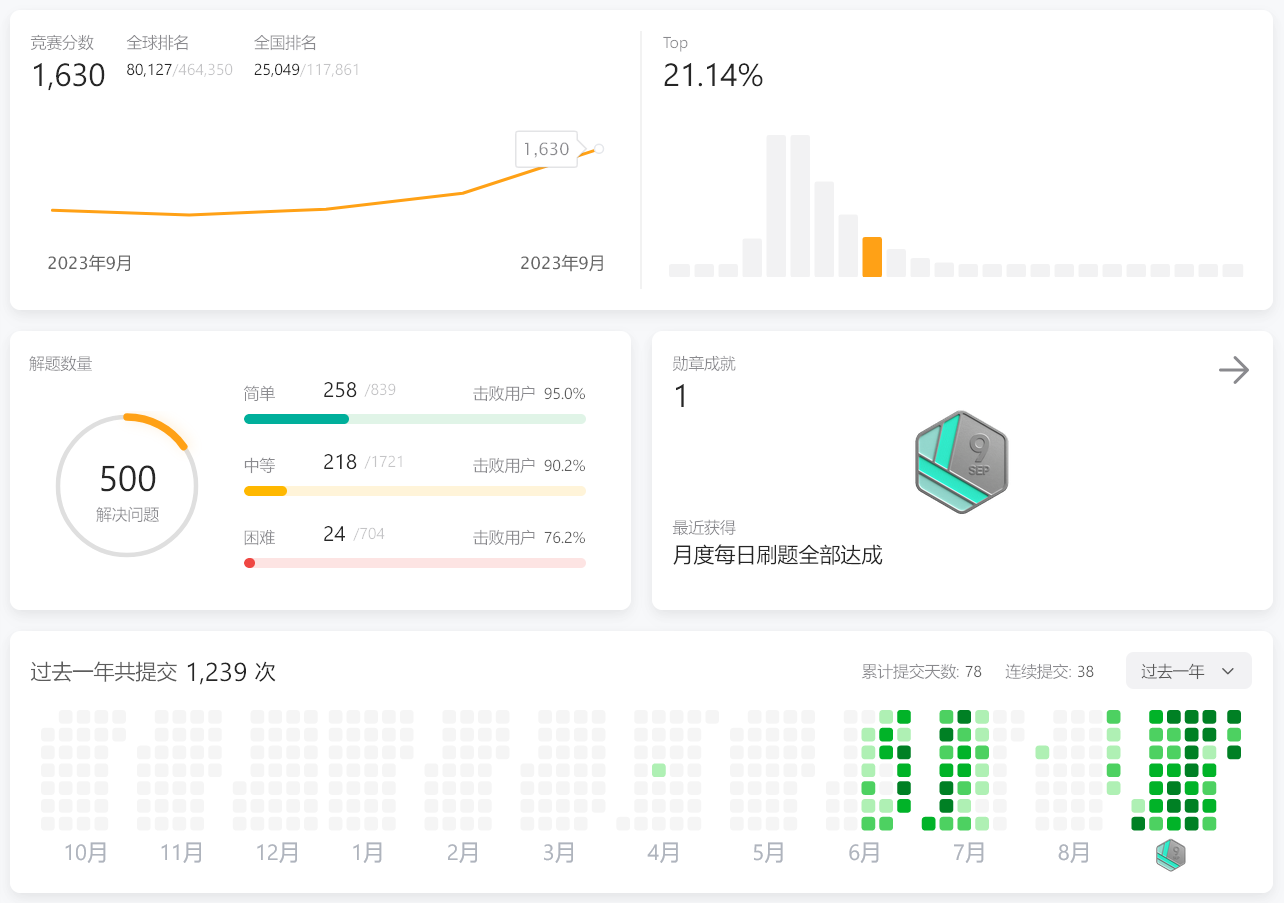 竞赛分数 全球排名 全国排名
1,630 80,127/464,350 25,049/117,861
1,630
2023年9月 2023年9月
Top
21.14%
解题数量
500
解决问题
简单 258 /839 击败用户 95.0%
中等 218 /1721 击败用户 90.2%
困难 24 /704 击败用户 76.2%
勋章成就
1
9
SEP
最近获得
月度每日刷题全部达成
过去一年共提交 1,239 次 累计提交天数: 78 连续提交: 38 过去一年
10月 11月 12月 1月 2月 3月 4月 5月 6月 7月 8月 9